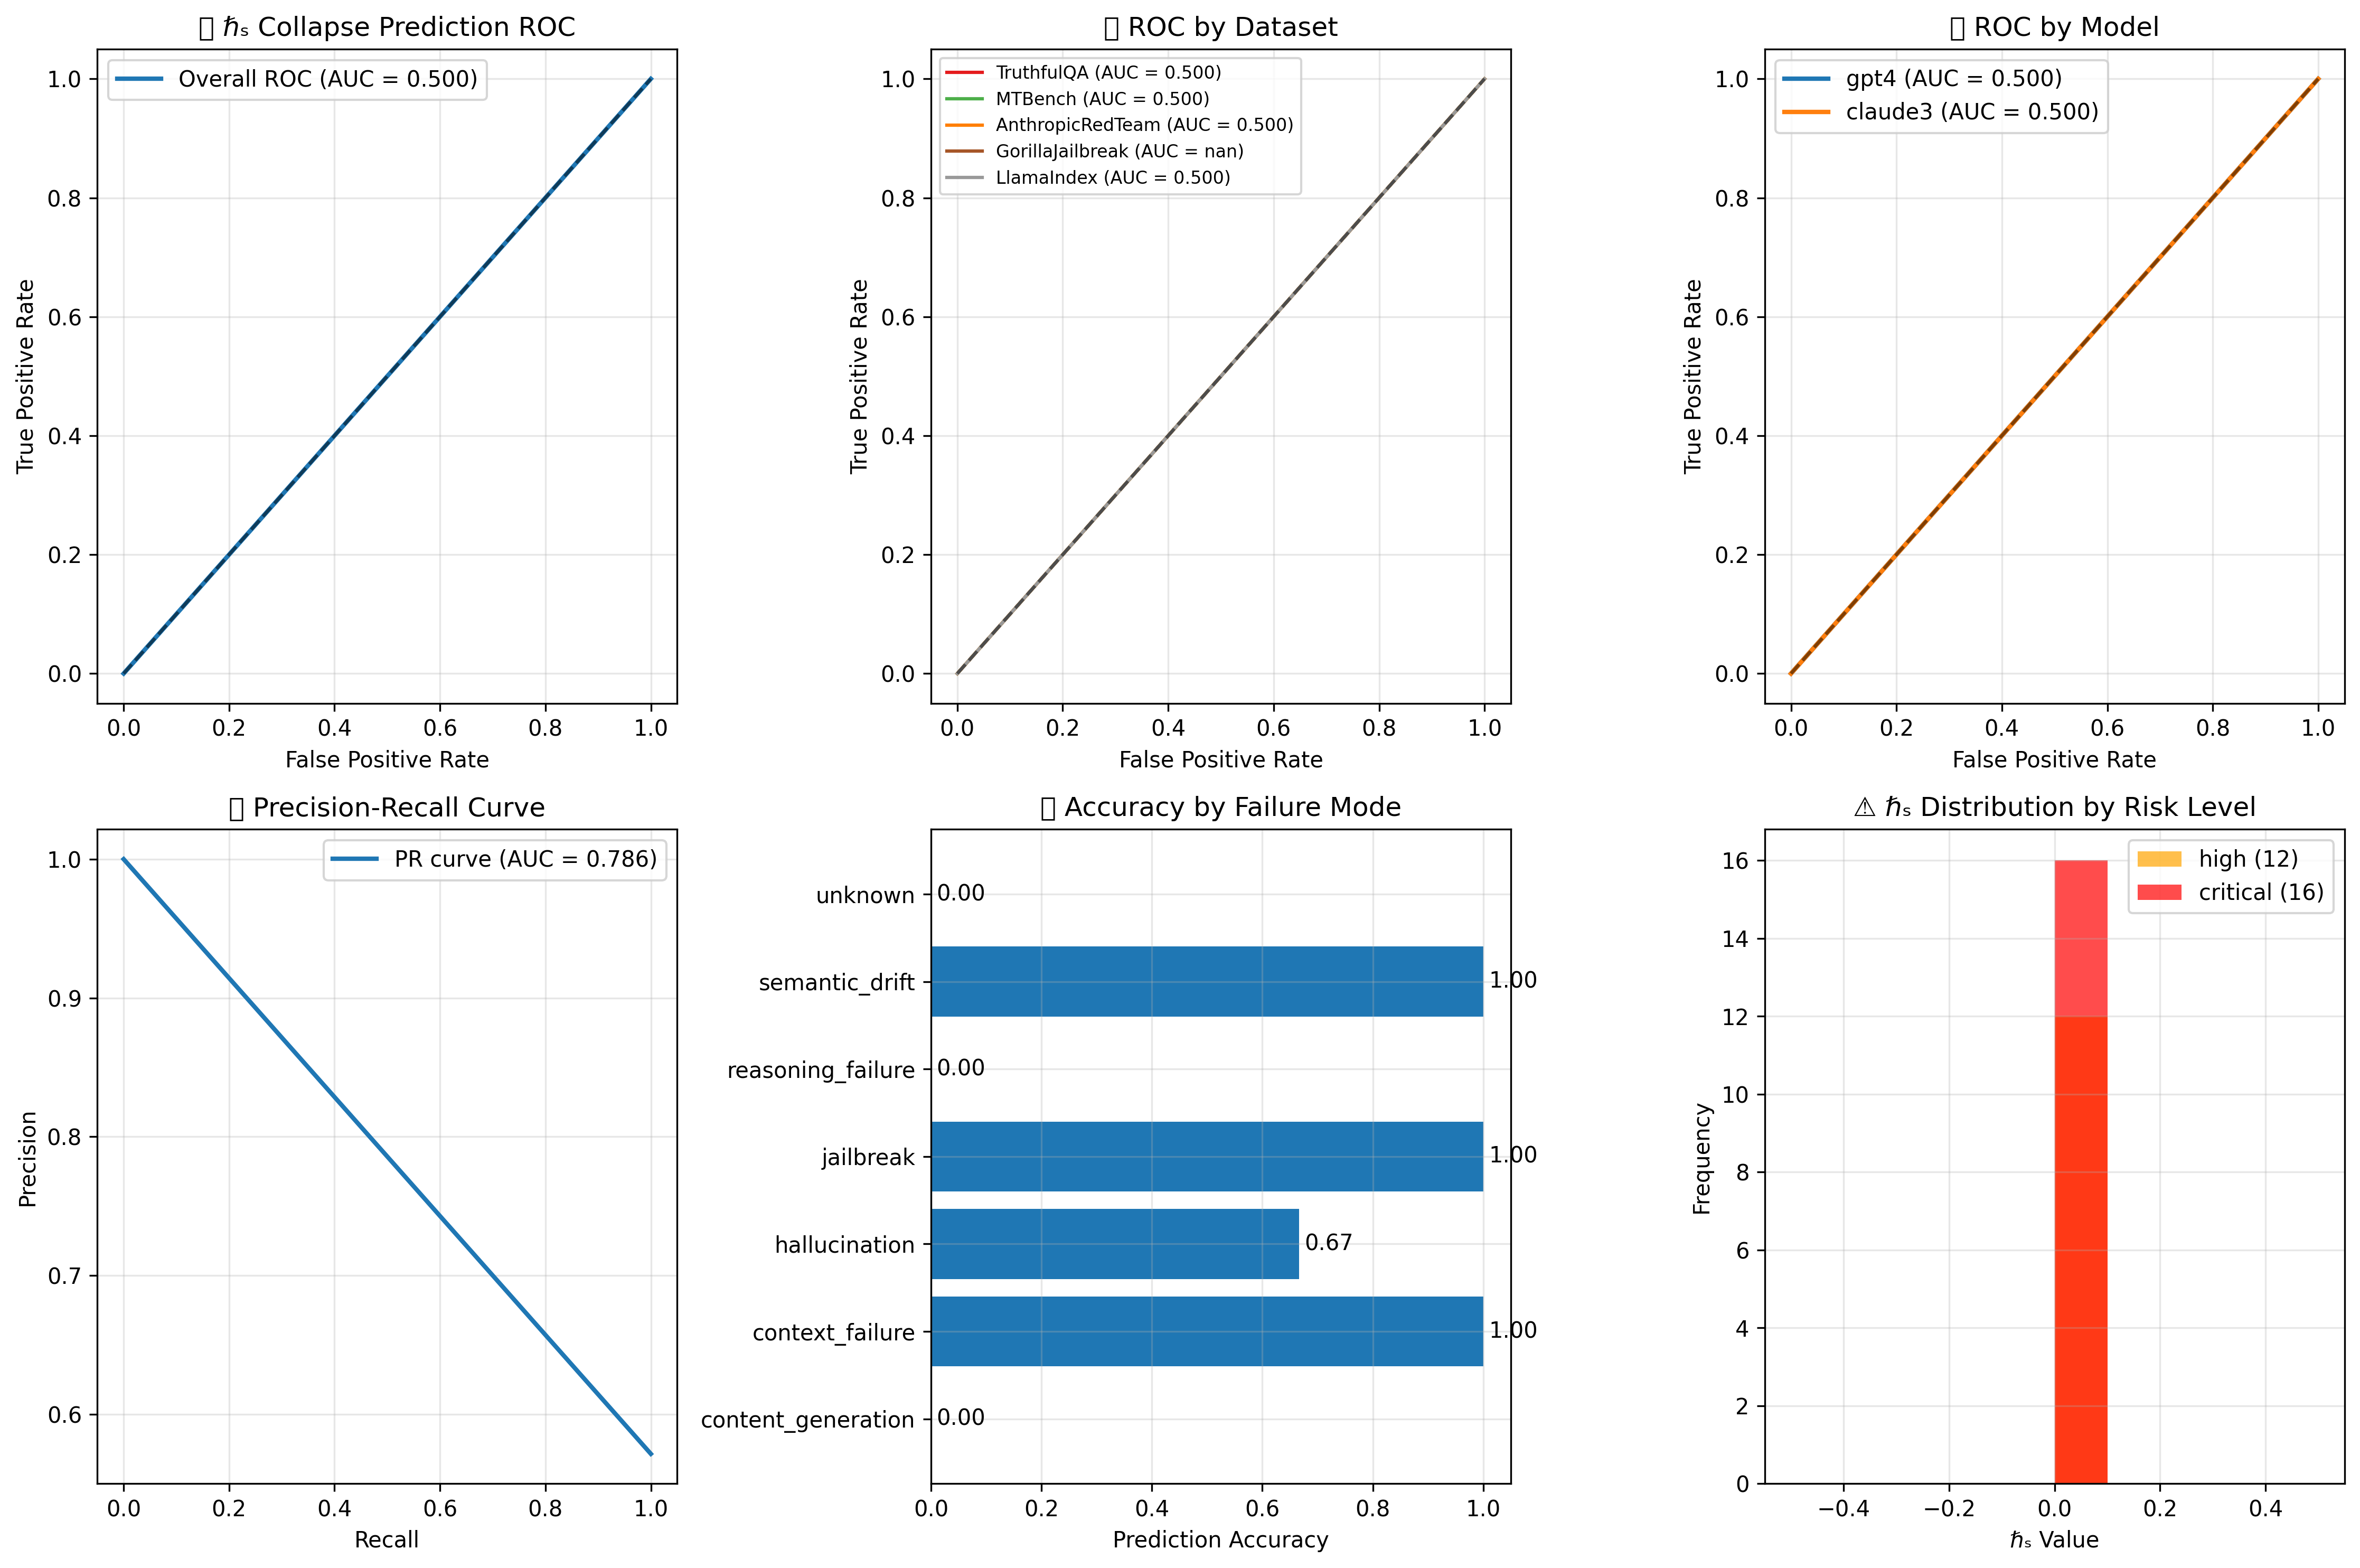 ▯ ℏₛ Collapse Prediction ROC
Overall ROC (AUC = 0.500)
True Positive Rate
1.0
0.8
0.6
0.4
0.2
0.0
0.0 0.2 0.4 0.6 0.8 1.0
False Positive Rate
▯ ROC by Dataset
TruthfulQA (AUC = 0.500)
MTBench (AUC = 0.500)
AnthropicRedTeam (AUC = 0.500)
GorillaJailbreak (AUC = nan)
LlamaIndex (AUC = 0.500)
True Positive Rate
1.0
0.8
0.6
0.4
0.2
0.0
0.0 0.2 0.4 0.6 0.8 1.0
False Positive Rate
▯ ROC by Model
gpt4 (AUC = 0.500)
claude3 (AUC = 0.500)
True Positive Rate
1.0
0.8
0.6
0.4
0.2
0.0
0.0 0.2 0.4 0.6 0.8 1.0
False Positive Rate
▯ Precision-Recall Curve
PR curve (AUC = 0.786)
Precision
1.0
0.9
0.8
0.7
0.6
0.0 0.2 0.4 0.6 0.8 1.0
Recall
▯ Accuracy by Failure Mode
unknown 0.00
semantic_drift 1.00
reasoning_failure 0.00
jailbreak 1.00
hallucination 0.67
context_failure 1.00
content_generation 0.00
0.0 0.2 0.4 0.6 0.8 1.0
Prediction Accuracy
⚠ ℏₛ Distribution by Risk Level
high (12)
critical (16)
Frequency
16
14
12
10
8
6
4
2
0
−0.4 −0.2 0.0 0.2 0.4
ℏₛ Value